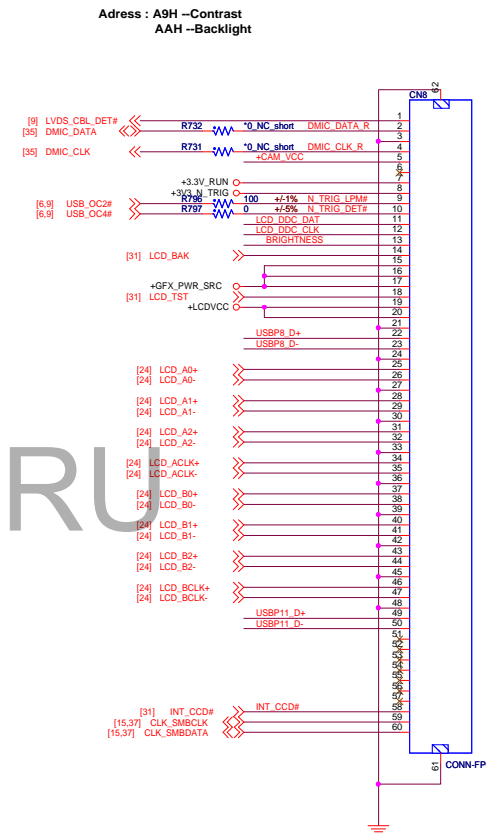 Adress : A9H --Contrast
AAH --Backlight
62
CN8
[9] LVDS_CBL_DET# 1
[35] DMIC_DATA R732 *0_NC_short DMIC_DATA_R 2
3
[35] DMIC_CLK R731 *0_NC_short DMIC_CLK_R 4
+CAM_VCC 5
6
+3.3V_RUN 7
+3V3_N_TRIG 8
[6,9] USB_OC2# R796 100 +/-1% N_TRIG_LPM# 9
[6,9] USB_OC4# R797 0 +/-5% N_TRIG_DET# 10
LCD_DDC_DAT 11
LCD_DDC_CLK 12
BRIGHTNESS 13
[31] LCD_BAK 14
15
16
+GFX_PWR_SRC 17
[31] LCD_TST 18
+LCDVCC 19
20
21
USBP8_D+ 22
USBP8_D- 23
24
[24] LCD_A0+ 25
[24] LCD_A0- 26
27
[24] LCD_A1+ 28
[24] LCD_A1- 29
30
[24] LCD_A2+ 31
[24] LCD_A2- 32
33
[24] LCD_ACLK+ 34
[24] LCD_ACLK- 35
36
[24] LCD_B0+ 37
[24] LCD_B0- 38
39
[24] LCD_B1+ 40
[24] LCD_B1- 41
42
[24] LCD_B2+ 43
[24] LCD_B2- 44
45
[24] LCD_BCLK+ 46
[24] LCD_BCLK- 47
48
USBP11_D+ 49
USBP11_D- 50
51
52
53
54
55
56
57
[31] INT_CCD# INT_CCD# 58
[15,37] CLK_SMBCLK 59
[15,37] CLK_SMBDATA 60
61
CONN-FP
RU